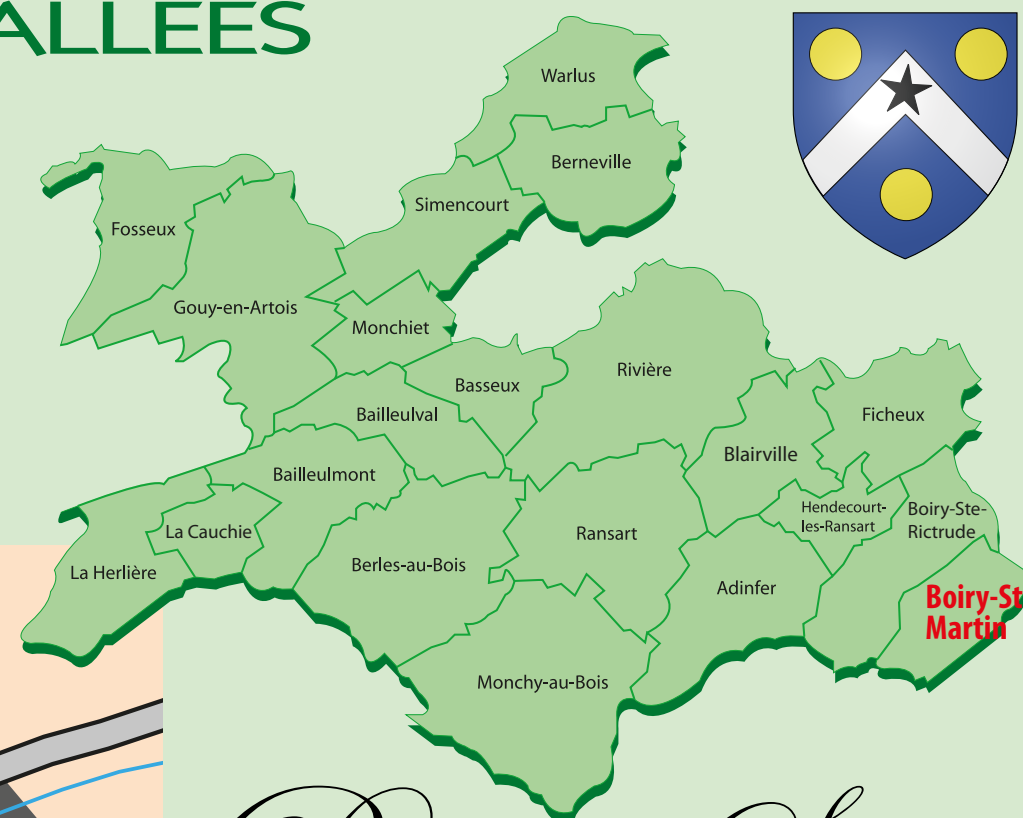 ALLEES
Warlus
Berneville
Simencourt
Fosseux
Gouy-en-Artois
Monchiet
Rivière
Basseux
Bailleulval
Ficheux
Blairville
Bailleulmont
Hendecourt-
les-Ransart
Boiry-Ste-
Rictrude
La Cauchie
Ransart
Berles-au-Bois
La Herlière
Adinfer
Boiry-St
Martin
Monchy-au-Bois